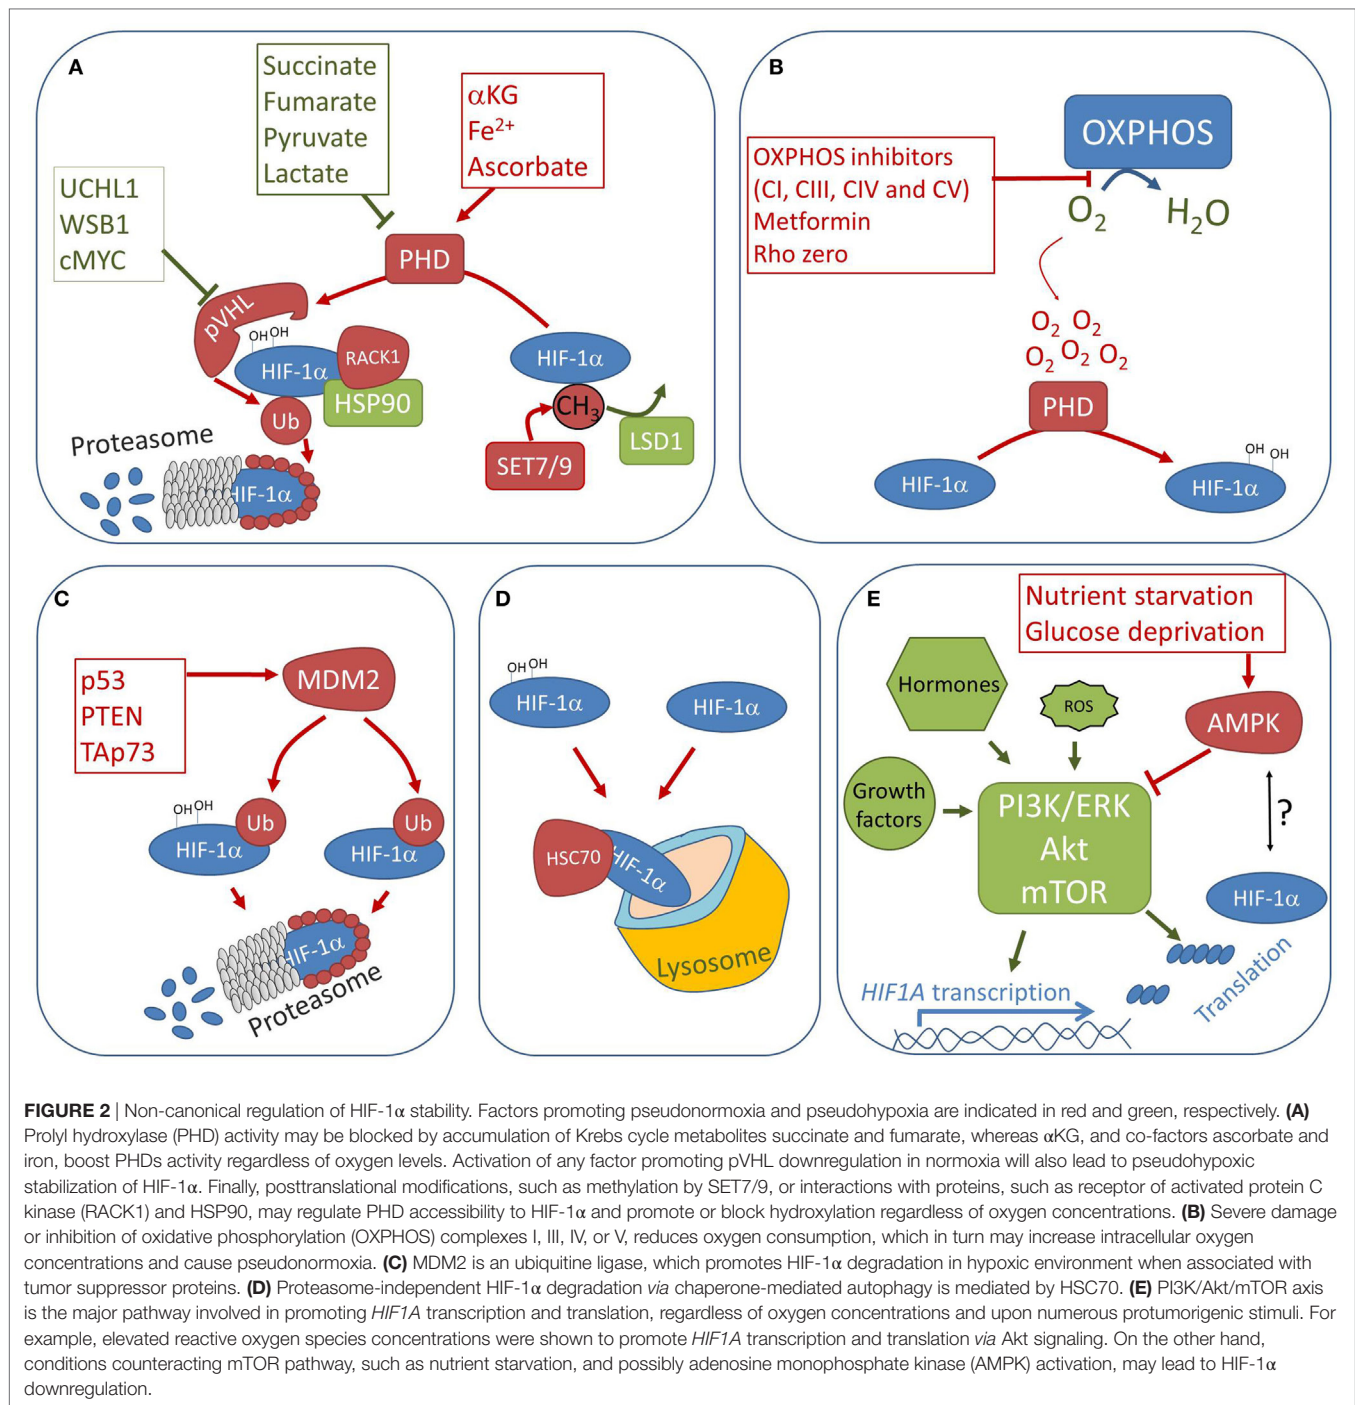 A
Succinate
Fumarate
Pyruvate
Lactate
αKG
Fe²⁺
Ascorbate
UCHL1
WSB1
cMYC
PHD
pVHL
OH OH
HIF-1α
RACK1
HSP90
Ub
Proteasome
HIF-1α
HIF-1α
CH₃
SET7/9
LSD1
B
OXPHOS
OXPHOS inhibitors
(CI, CIII, CIV and CV)
Metformin
Rho zero
O₂
H₂O
O₂ O₂
O₂ O₂ O₂
PHD
HIF-1α
OH OH
HIF-1α
C
p53
PTEN
TAp73
MDM2
OH OH
Ub
HIF-1α
Ub
HIF-1α
HIF-1α
Proteasome
D
OH OH
HIF-1α
HIF-1α
HSC70
HIF-1α
Lysosome
E
Nutrient starvation
Glucose deprivation
Hormones
ROS
AMPK
Growth
factors
PI3K/ERK
Akt
mTOR
?
HIF-1α
HIF1A transcription
Translation
FIGURE 2 | Non-canonical regulation of HIF-1α stability. Factors promoting pseudonormoxia and pseudohypoxia are indicated in red and green, respectively. (A)
Prolyl hydroxylase (PHD) activity may be blocked by accumulation of Krebs cycle metabolites succinate and fumarate, whereas αKG, and co-factors ascorbate and
iron, boost PHDs activity regardless of oxygen levels. Activation of any factor promoting pVHL downregulation in normoxia will also lead to pseudohypoxic
stabilization of HIF-1α. Finally, posttranslational modifications, such as methylation by SET7/9, or interactions with proteins, such as receptor of activated protein C
kinase (RACK1) and HSP90, may regulate PHD accessibility to HIF-1α and promote or block hydroxylation regardless of oxygen concentrations. (B) Severe damage
or inhibition of oxidative phosphorylation (OXPHOS) complexes I, III, IV, or V, reduces oxygen consumption, which in turn may increase intracellular oxygen
concentrations and cause pseudonormoxia. (C) MDM2 is an ubiquitine ligase, which promotes HIF-1α degradation in hypoxic environment when associated with
tumor suppressor proteins. (D) Proteasome-independent HIF-1α degradation via chaperone-mediated autophagy is mediated by HSC70. (E) PI3K/Akt/mTOR axis
is the major pathway involved in promoting HIF1A transcription and translation, regardless of oxygen concentrations and upon numerous protumorigenic stimuli. For
example, elevated reactive oxygen species concentrations were shown to promote HIF1A transcription and translation via Akt signaling. On the other hand,
conditions counteracting mTOR pathway, such as nutrient starvation, and possibly adenosine monophosphate kinase (AMPK) activation, may lead to HIF-1α
downregulation.